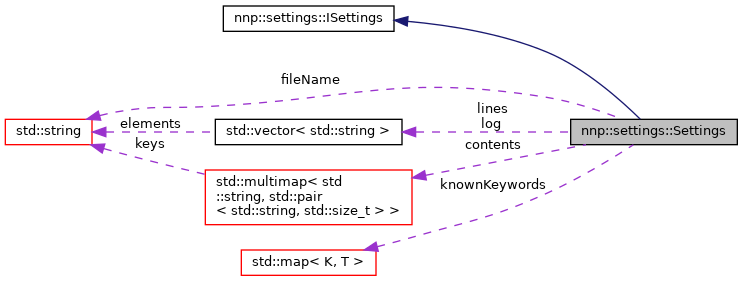 nnp::settings::ISettings
fileName
std::string
elements
keys
std::vector< std::string >
lines
log
contents
nnp::settings::Settings
std::multimap< std
::string, std::pair
< std::string, std::size_t > >
knownKeywords
std::map< K, T >